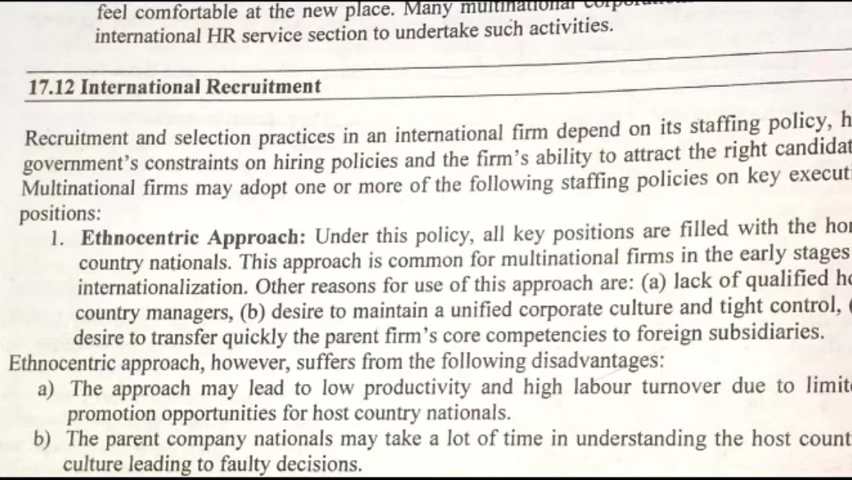 feel comfortable at the new place. Many multinational
international HR service section to undertake such activities.
17.12 International Recruitment
Recruitment and selection practices in an international firm depend on its staffing policy, h
government's constraints on hiring policies and the firm's ability to attract the right candidat
Multinational firms may adopt one or more of the following staffing policies on key executi
positions:
1. Ethnocentric Approach: Under this policy, all key positions are filled with the ho
country nationals. This approach is common for multinational firms in the early stages
internationalization. Other reasons for use of this approach are: (a) lack of qualified h
country managers, (b) desire to maintain a unified corporate culture and tight control, (
desire to transfer quickly the parent firm's core competencies to foreign subsidiaries.
Ethnocentric approach, however, suffers from the following disadvantages:
a) The approach may lead to low productivity and high labour turnover due to limit
promotion opportunities for host country nationals.
b) The parent company nationals may take a lot of time in understanding the host count
culture leading to faulty decisions.